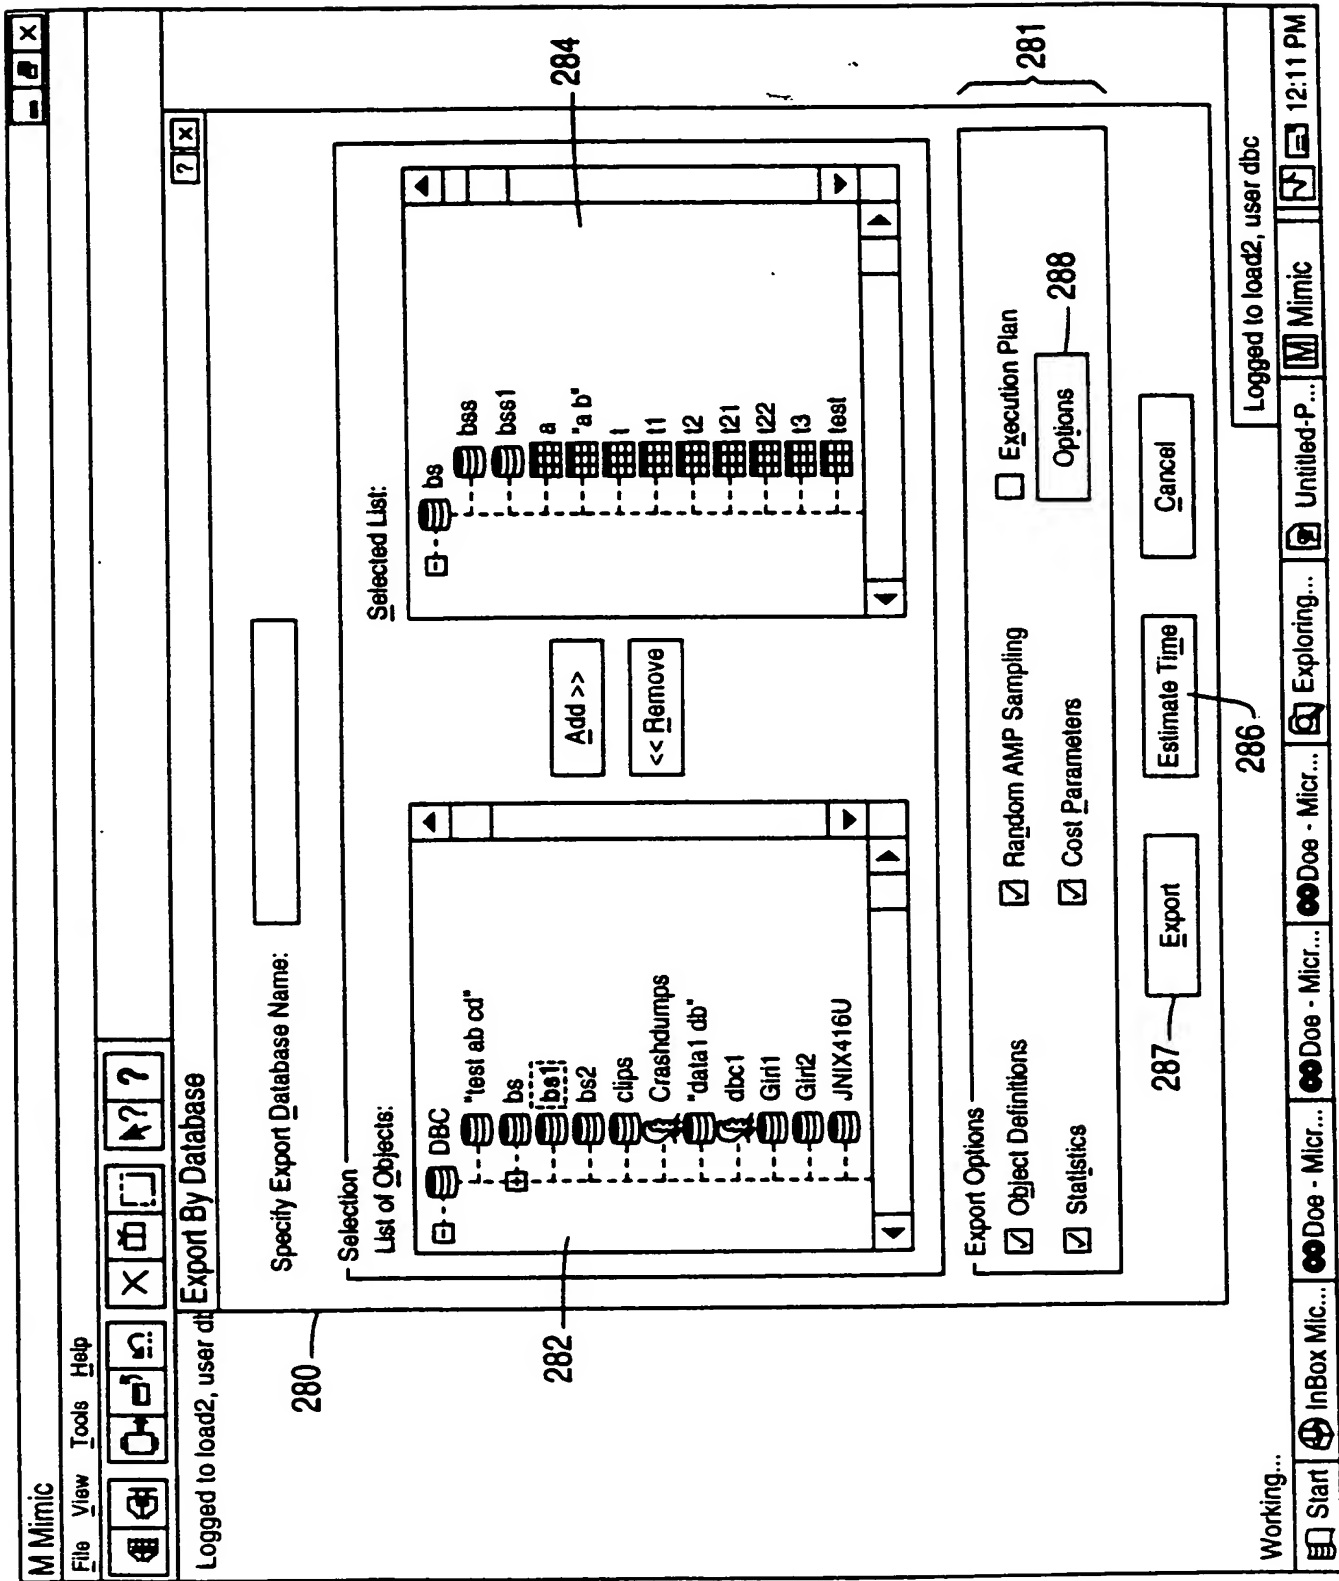 M Mimic
File View Tools Help
Logged to load2, user dt
Export By Database
280
Specify Export Database Name:
Selection
List of Objects:
DBC
"test ab cd"
bs
bs1
bs2
clips
Crashdumps
"data1 db"
dbc1
Girl1
Girl2
JNIX416U
282
Add >>
<< Remove
Selected List:
bs
bss
bss1
a
"a b"
t
t1
t2
t21
t22
t3
test
284
Export Options
Object Definitions
Random AMP Sampling
Execution Plan
Statistics
Cost Parameters
Options
288
281
Export
Estimate Time
Cancel
287
286
Working...
Logged to load2, user dbc
Start InBox Mic... Doe - Micr... Doe - Micr... Doe - Micr... Exploring... Untitled-P... M Mimic 12:11 PM